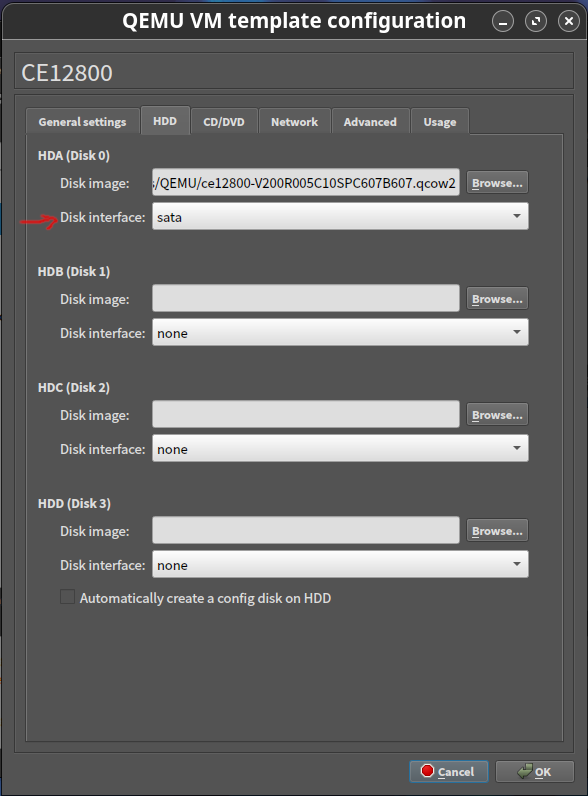 QEMU VM template configuration
CE12800
General settings HDD CD/DVD Network Advanced Usage
HDA (Disk 0)
Disk image: s/QEMU/ce12800-V200R005C10SPC607B607.qcow2 Browse...
Disk interface: sata
HDB (Disk 1)
Disk image: Browse...
Disk interface: none
HDC (Disk 2)
Disk image: Browse...
Disk interface: none
HDD (Disk 3)
Disk image: Browse...
Disk interface: none
Automatically create a config disk on HDD
Cancel OK